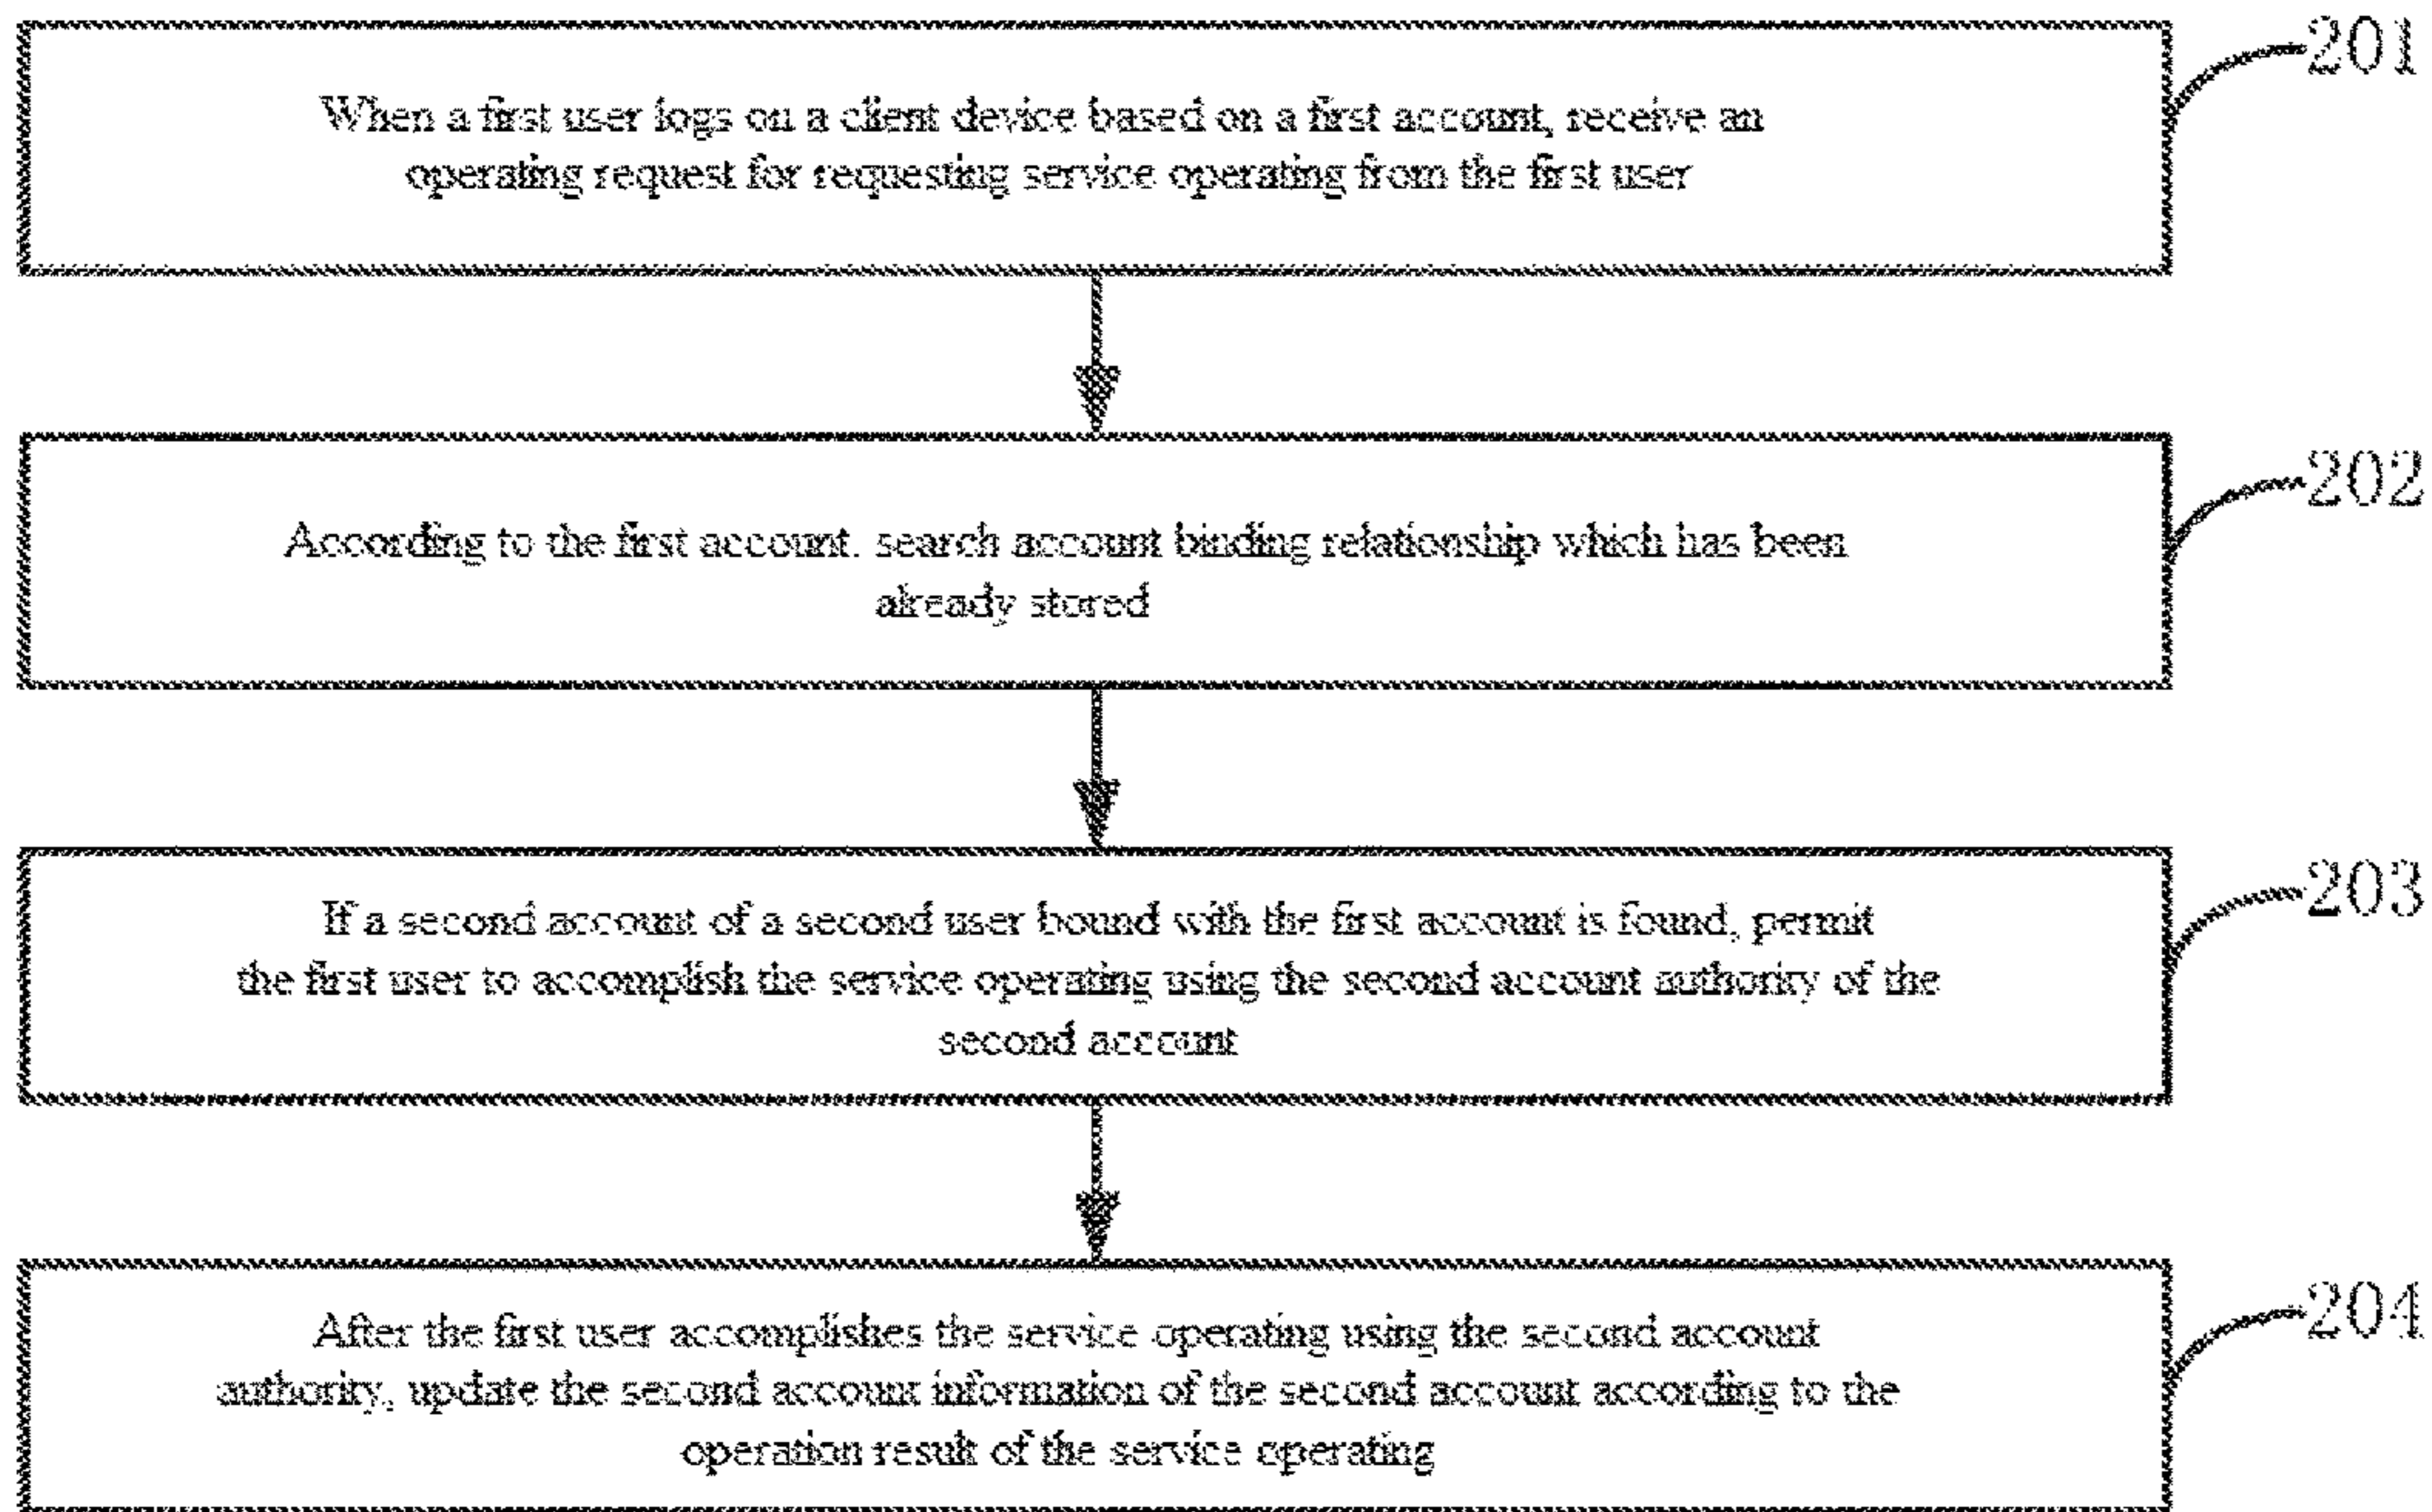 201
When a first user logs on a client device based on a first account, receive an
operating request for requesting service operating from the first user
202
According to the first account. search account binding relationship which has been
already stored
203
If a second account of a second user bound with the first account is found, permit
the first user to accomplish the service operating using the second account authority of the
second account
204
After the first user accomplishes the service operating using the second account
authority, update the second account information of the second account according to the
operation result of the service operating